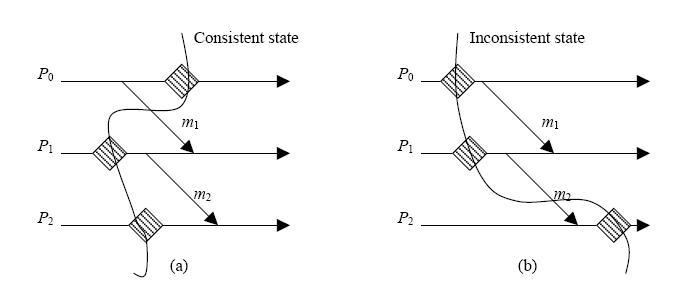 Consistent state
P0
m1
P1
m2
P2
(a)
Inconsistent state
P0
m1
P1
m2
P2
(b)